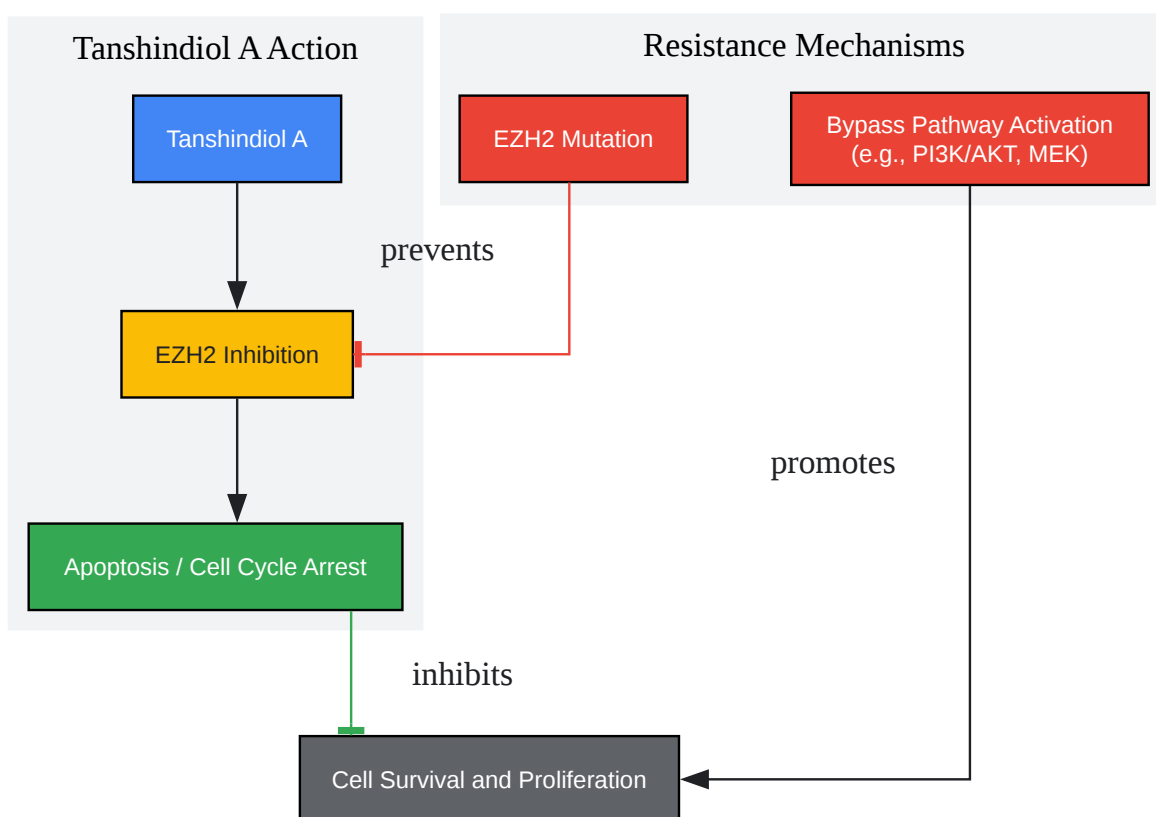 Tanshindiol A Action
Resistance Mechanisms
Tanshindiol A
EZH2 Mutation
Bypass Pathway Activation
(e.g., PI3K/AKT, MEK)
prevents
EZH2 Inhibition
promotes
Apoptosis / Cell Cycle Arrest
inhibits
Cell Survival and Proliferation